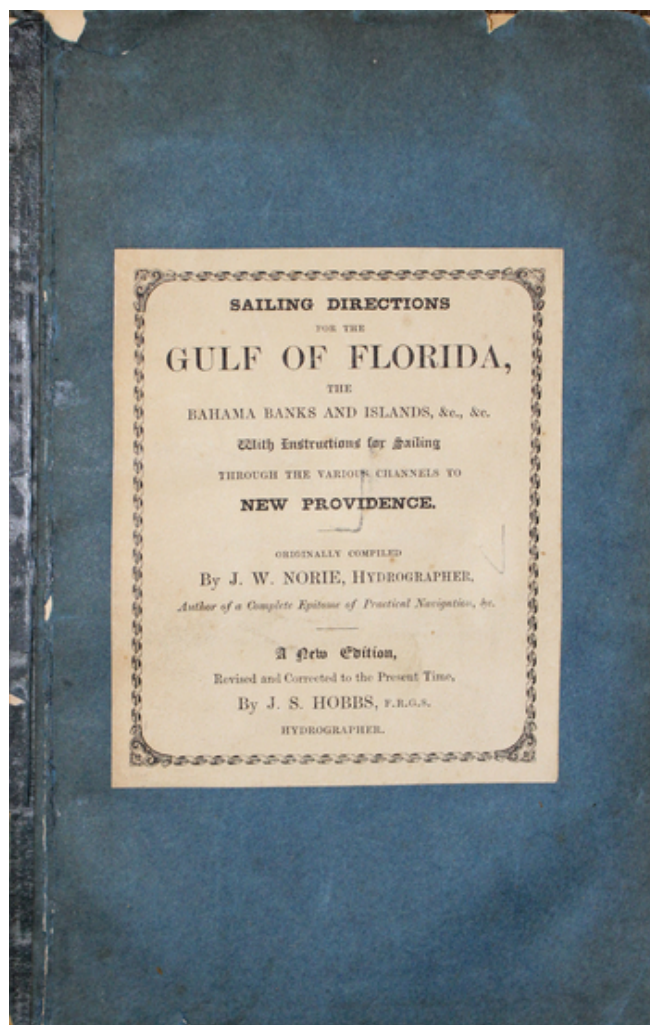 SAILING DIRECTIONS
FOR THE
GULF OF FLORIDA,
THE
BAHAMA BANKS AND ISLANDS, &c., &c.
With Instructions for Sailing
THROUGH THE VARIOUS CHANNELS TO
NEW PROVIDENCE.
ORIGINALLY COMPILED
By J. W. NORIE, HYDROGRAPHER,
Author of a Complete Epitome of Practical Navigation, &c.
A New Edition,
Revised and Corrected to the Present Time,
By J. S. HOBBS, F.R.G.S.
HYDROGRAPHER.